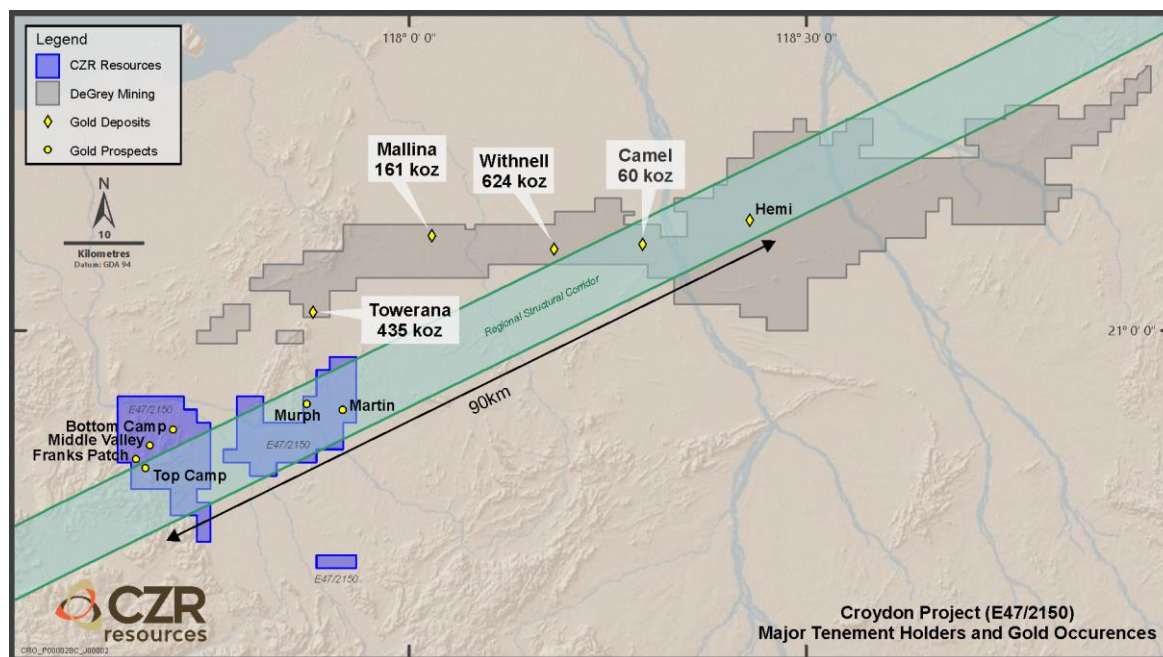 Legend
CZR Resources
DeGrey Mining
Gold Deposits
Gold Prospects
N
10
Kilometres
Datum: GDA 94
118° 0' 0"
118° 30' 0"
21° 0' 0"
Mallina
161 koz
Withnell
624 koz
Camel
60 koz
Hemi
Towerana
435 koz
Regional Structural Corridor
90km
E47/2150
Bottom Camp
Middle Valley
Franks Patch
Top Camp
Murph
Martin
E47/2150
E47/2150
CZR
resources
Croydon Project (E47/2150)
Major Tenement Holders and Gold Occurences
CRO_P00002BC_J00002